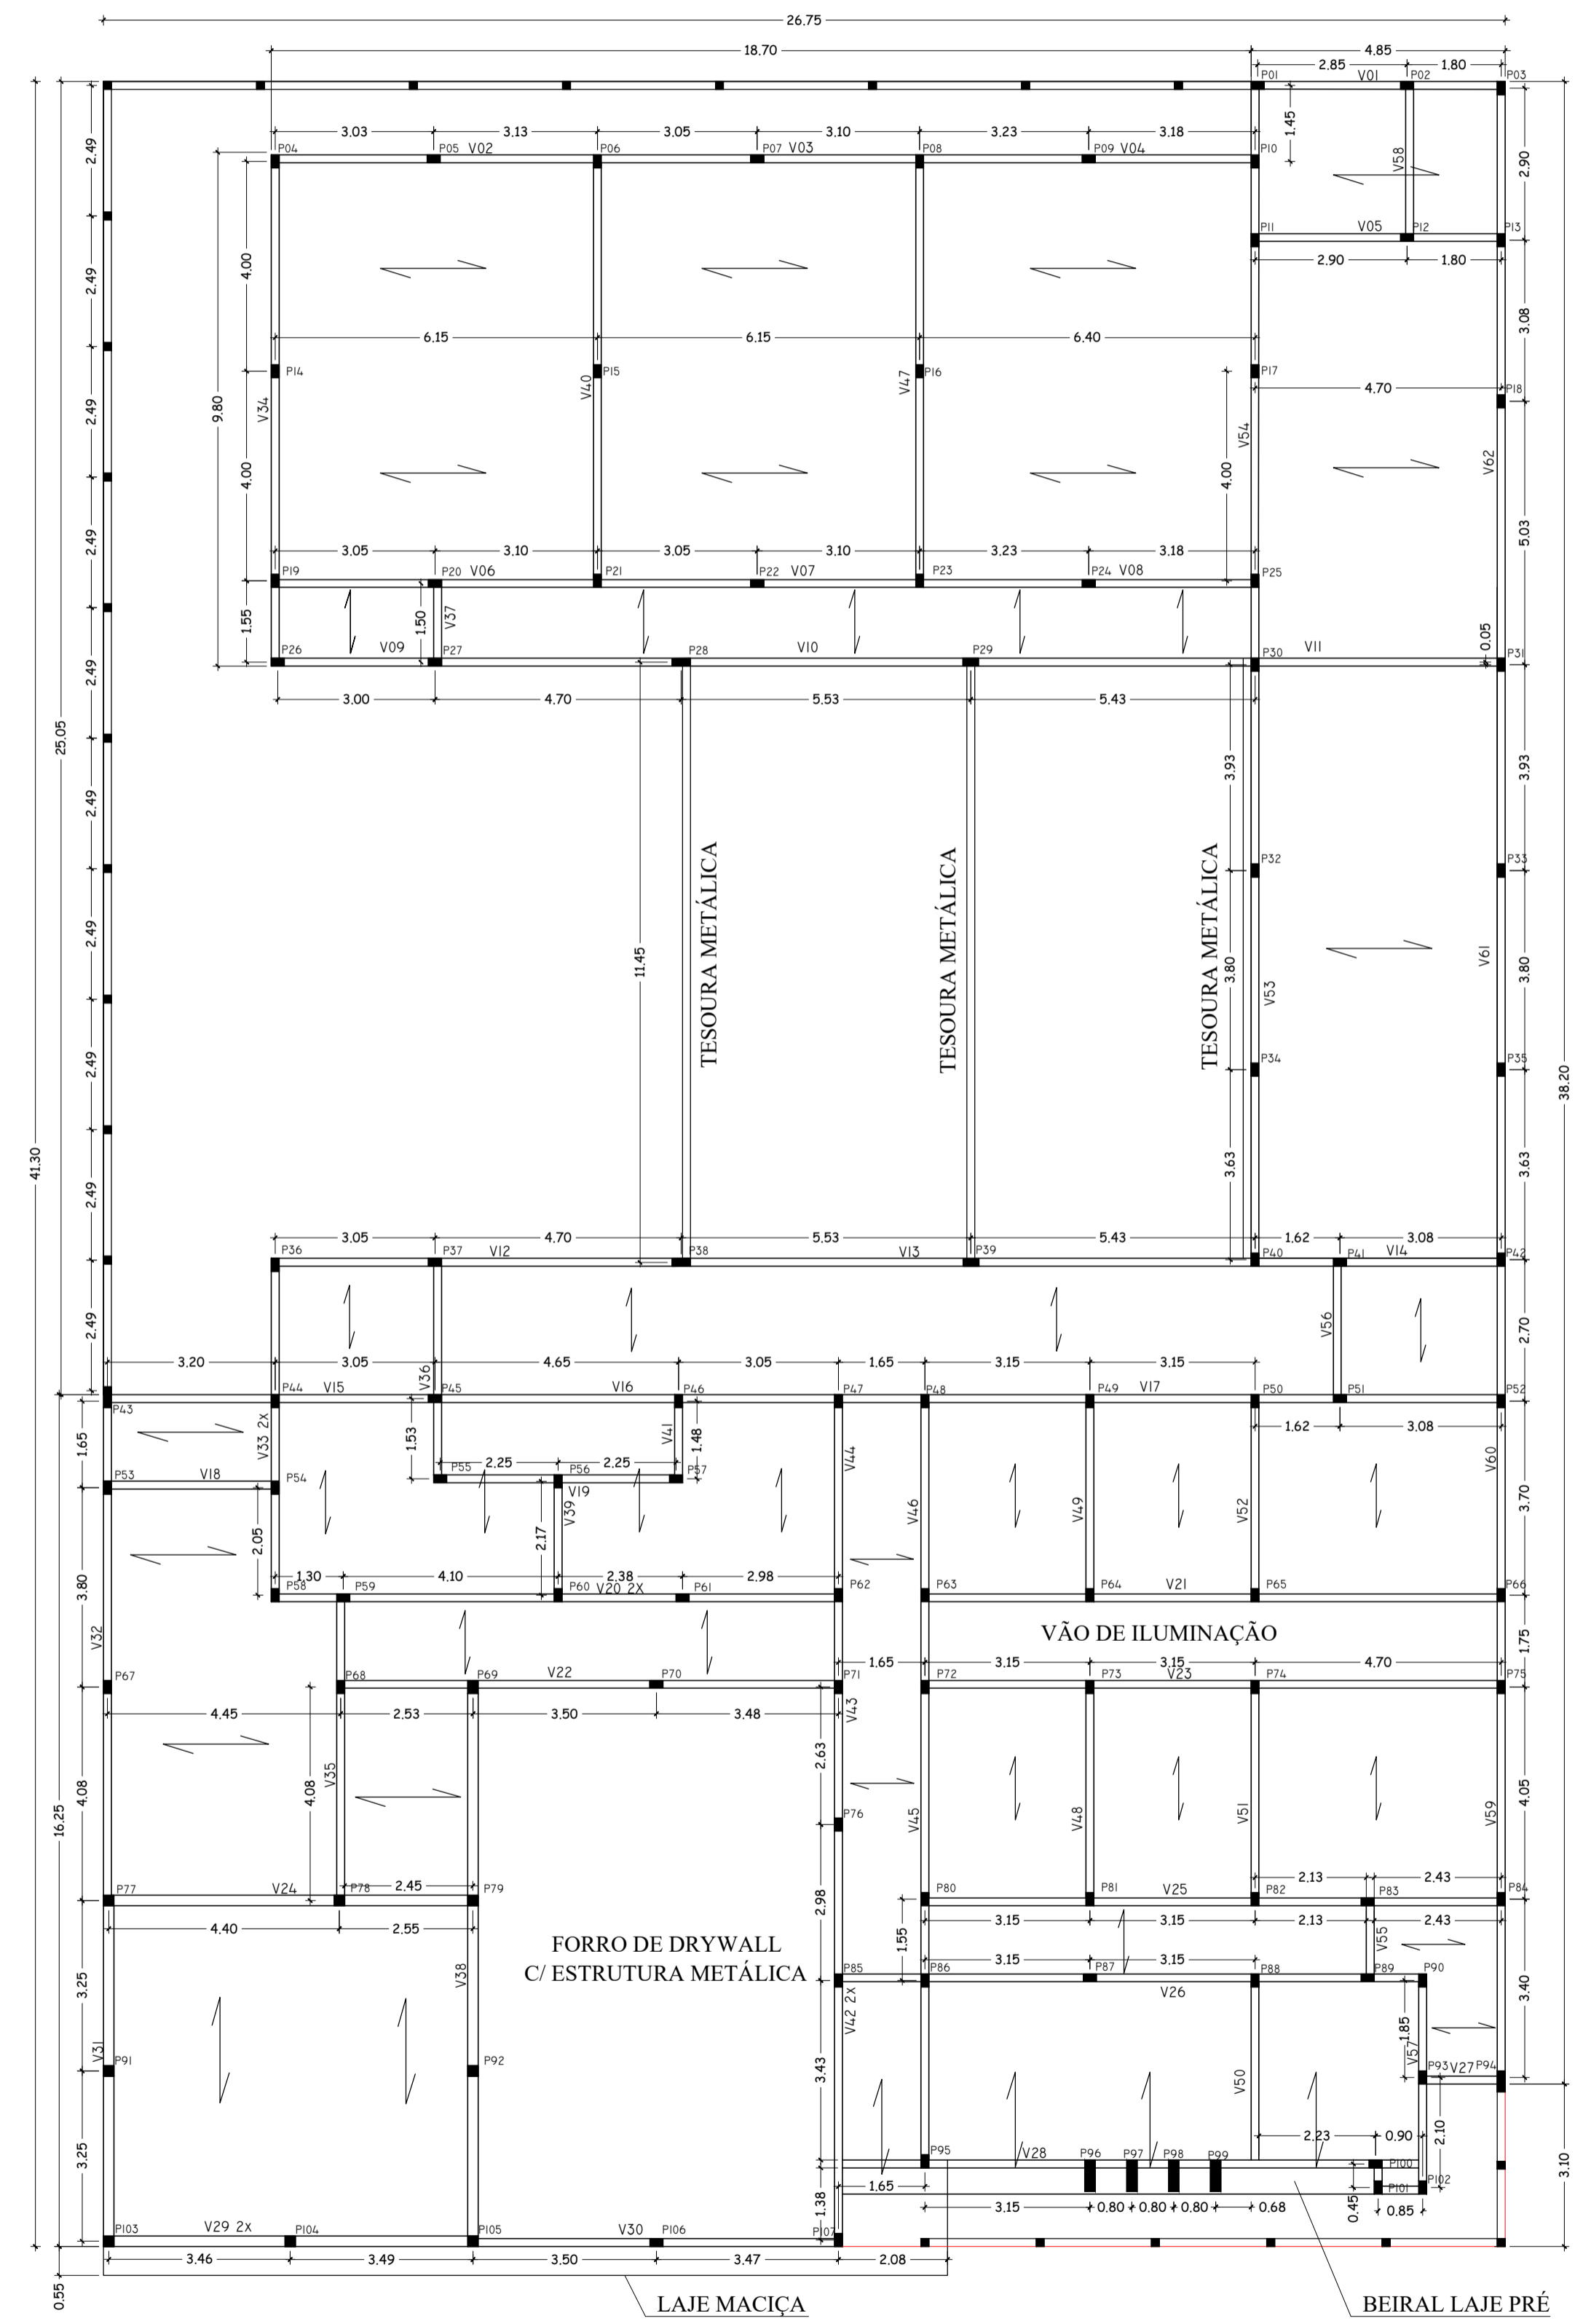 26.75
18.70 4.85
2.85 1.80
P01 V01 P02 P03
1.45
3.03 3.13 3.05 3.10 3.23 3.18
P04 P05 V02 P06 P07 V03 P08 P09 V04 P10
2.49
2.90
V58
P11 V05 P12 P13
2.90 1.80
4.00
2.49
3.08
6.15 6.15 6.40
P14 P15 P16 P17
4.70
P18
V34 V40 V47 V54 V62
9.80
2.49
4.00 4.00
2.49
5.03
3.05 3.10 3.05 3.10 3.23 3.18
P19 P20 V06 P21 P22 V07 P23 P24 V08 P25
1.55 1.50 V37
2.49
P26 V09 P27 P28 V10 P29 P30 V11 0.05 P31
3.00 4.70 5.53 5.43
25.05
2.49
3.93 3.93
TESOURA METÁLICA
TESOURA METÁLICA
TESOURA METÁLICA
P32 P33
11.45
2.49
3.80 V53 V61 3.80
P34 P35
2.49
38.20
41.30
3.63 3.63
2.49
3.05 4.70 5.53 5.43 1.62 3.08
P36 P37 V12 P38 V13 P39 P40 P41 V14 P42
2.49
V56 2.70
3.20 3.05 4.65 3.05 1.65 3.15 3.15
P43 P44 V15 V36 P45 V16 P46 P47 P48 P49 V17 P50 P51 P52
1.62 3.08
1.65 V33 2X 1.53 V41 1.48
2.25 2.25
P53 V18 P54 P55 P56 P57
V19 V39
V44 V46 V49 V52 V60 3.70
2.05 2.17
3.80
1.30 4.10 2.38 2.98
P58 P59 P60 V20 2X P61 P62 P63 P64 V21 P65 P66
V32
VÃO DE ILUMINAÇÃO
1.75
1.65 3.15 3.15 4.70
P67 P68 P69 V22 P70 P71 P72 P73 V23 P74 P75
4.45 2.53 3.50 3.48
V43
2.63
4.08 4.08 V35
16.25
P76
V45 V48 V51 V59 4.05
2.45 2.13 2.43
P77 V24 P78 P79 P80 P81 V25 P82 P83 P84
4.40 2.55 3.15 3.15 2.13 2.43
2.98
1.55
V55
FORRO DE DRYWALL
C/ ESTRUTURA METÁLICA
3.15 3.15
3.25 V38
P85 P86 P87 P88 P89 P90
V26
V42 2X
3.40
1.85
V31 P91 P92
3.43
V50 V57
P93 V27 P94
2.23 0.90 2.10
3.25
P95 V28 P96 P97 P98 P99 P100
P101 P102
1.65
1.38 3.15 0.80 0.80 0.80 0.68 0.45 0.85
3.10
P103 V29 2X P104 P105 V30 P106 P107
3.46 3.49 3.50 3.47 2.08
0.55
LAJE MACIÇA BEIRAL LAJE PRÉ